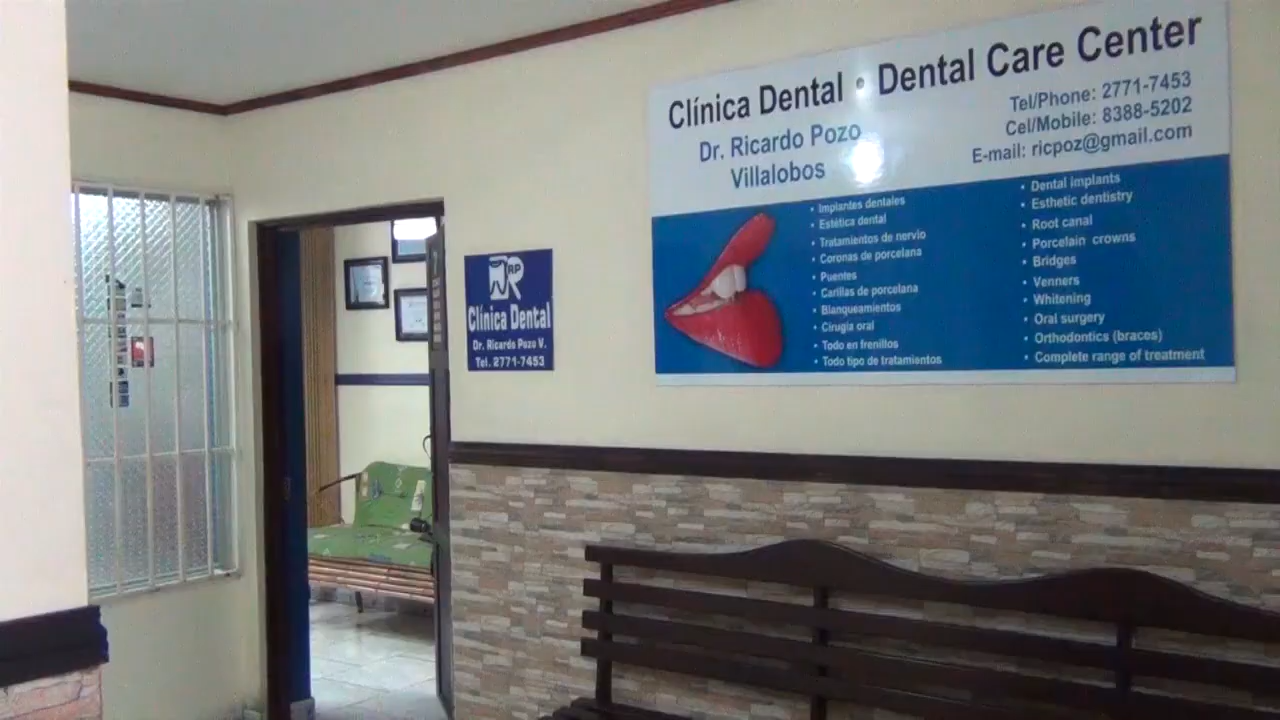 Clínica Dental • Dental Care Center
Dr. Ricardo Pozo
Villalobos
Tel/Phone: 2771-7453
Cel/Mobile: 8388-5202
E-mail: ricpoz@gmail.com
• Implantes dentales
• Estética dental
• Tratamientos de nervio
• Coronas de porcelana
• Puentes
• Carillas de porcelana
• Blanqueamientos
• Cirugía oral
• Todo en frenillos
• Todo tipo de tratamientos
• Dental implants
• Esthetic dentistry
• Root canal
• Porcelain crowns
• Bridges
• Venners
• Whitening
• Oral surgery
• Orthodontics (braces)
• Complete range of treatment
RP
Clínica Dental
Dr. Ricardo Pozo V.
Tel. 2771-7453